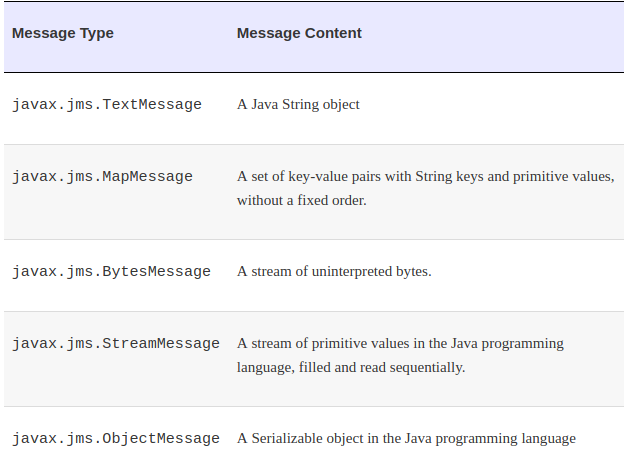 Message Type Message Content
javax.jms.TextMessage A Java String object
javax.jms.MapMessage A set of key-value pairs with String keys and primitive values,
without a fixed order.
javax.jms.BytesMessage A stream of uninterpreted bytes.
javax.jms.StreamMessage A stream of primitive values in the Java programming
language, filled and read sequentially.
javax.jms.ObjectMessage A Serializable object in the Java programming language